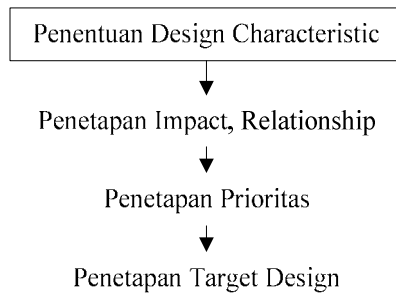 Penentuan Design Characteristic
Penetapan Impact, Relationship
Penetapan Prioritas
Penetapan Target Design